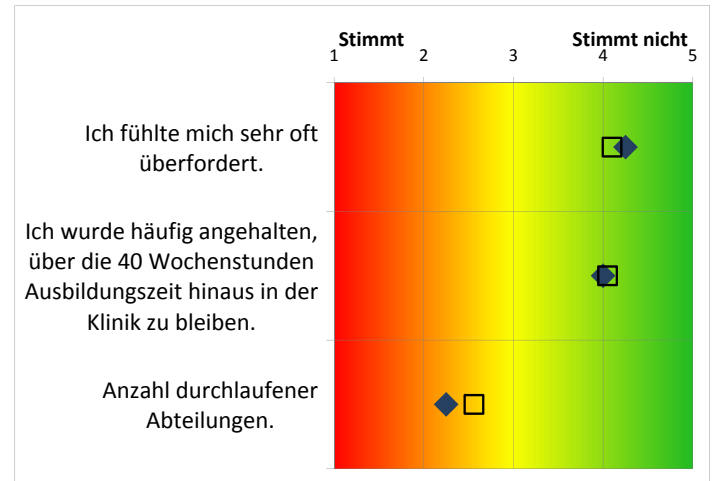 Stimmt Stimmt nicht
1 2 3 4 5
Ich fühlte mich sehr oft
überfordert.
Ich wurde häufig angehalten,
über die 40 Wochenstunden
Ausbildungszeit hinaus in der
Klinik zu bleiben.
Anzahl durchlaufener
Abteilungen.